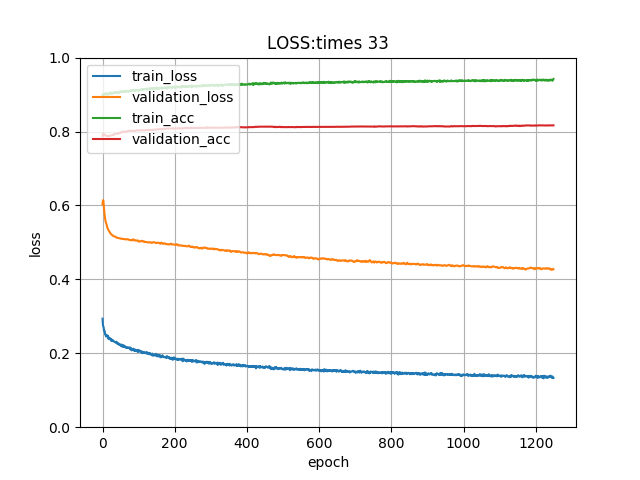 LOSS:times 33
1.0
0.8
0.6
0.4
0.2
0.0
loss
train_loss
validation_loss
train_acc
validation_acc
0 200 400 600 800 1000 1200
epoch